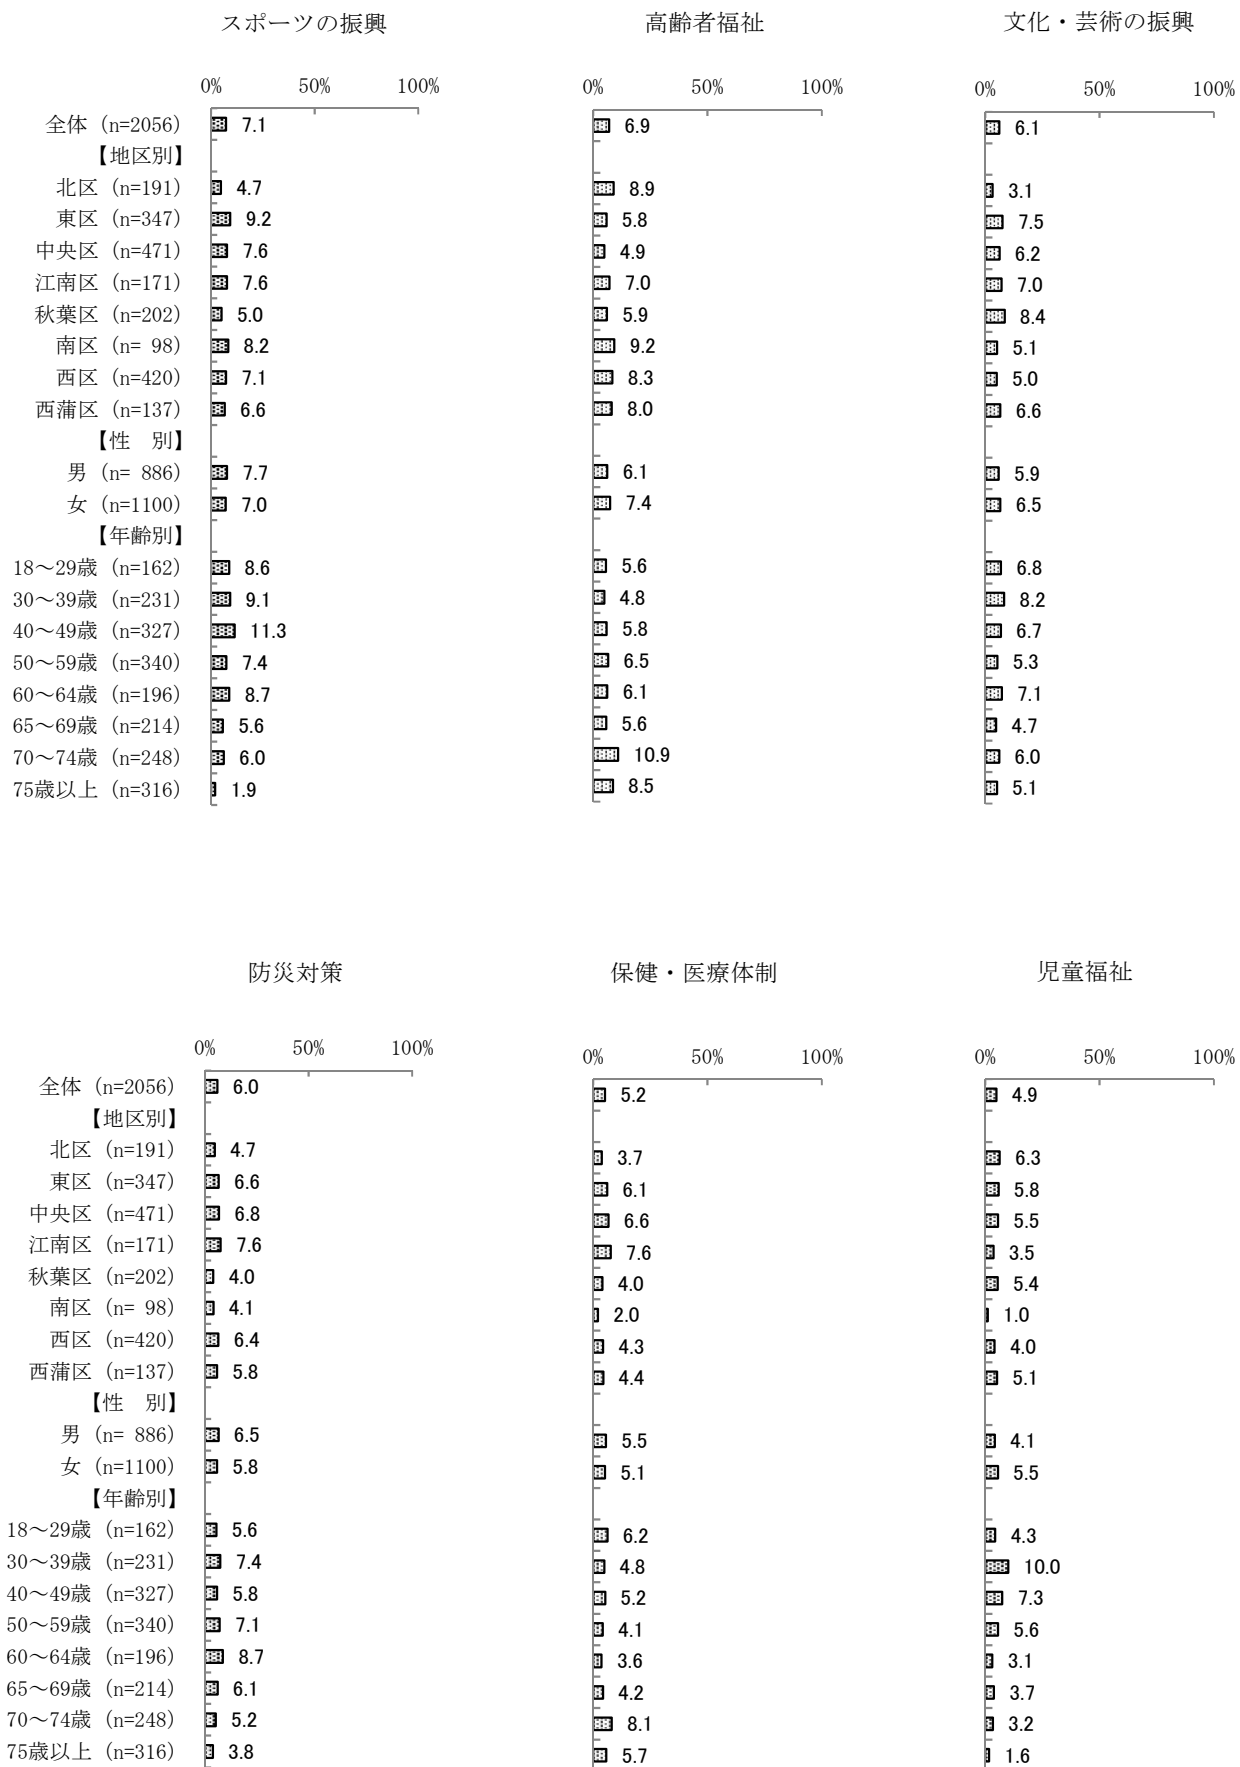 スポーツの振興 高齢者福祉 文化・芸術の振興
0% 50% 100% 0% 50% 100% 0% 50% 100%
全体（n=2056） 7.1 6.9 6.1
【地区別】
北区（n=191） 4.7 8.9 3.1
東区（n=347） 9.2 5.8 7.5
中央区（n=471） 7.6 4.9 6.2
江南区（n=171） 7.6 7.0 7.0
秋葉区（n=202） 5.0 5.9 8.4
南区（n= 98） 8.2 9.2 5.1
西区（n=420） 7.1 8.3 5.0
西蒲区（n=137） 6.6 8.0 6.6
【性　別】
男（n= 886） 7.7 6.1 5.9
女（n=1100） 7.0 7.4 6.5
【年齢別】
18～29歳（n=162） 8.6 5.6 6.8
30～39歳（n=231） 9.1 4.8 8.2
40～49歳（n=327） 11.3 5.8 6.7
50～59歳（n=340） 7.4 6.5 5.3
60～64歳（n=196） 8.7 6.1 7.1
65～69歳（n=214） 5.6 5.6 4.7
70～74歳（n=248） 6.0 10.9 6.0
75歳以上（n=316） 1.9 8.5 5.1
防災対策 保健・医療体制 児童福祉
0% 50% 100% 0% 50% 100% 0% 50% 100%
全体（n=2056） 6.0 5.2 4.9
【地区別】
北区（n=191） 4.7 3.7 6.3
東区（n=347） 6.6 6.1 5.8
中央区（n=471） 6.8 6.6 5.5
江南区（n=171） 7.6 7.6 3.5
秋葉区（n=202） 4.0 4.0 5.4
南区（n= 98） 4.1 2.0 1.0
西区（n=420） 6.4 4.3 4.0
西蒲区（n=137） 5.8 4.4 5.1
【性　別】
男（n= 886） 6.5 5.5 4.1
女（n=1100） 5.8 5.1 5.5
【年齢別】
18～29歳（n=162） 5.6 6.2 4.3
30～39歳（n=231） 7.4 4.8 10.0
40～49歳（n=327） 5.8 5.2 7.3
50～59歳（n=340） 7.1 4.1 5.6
60～64歳（n=196） 8.7 3.6 3.1
65～69歳（n=214） 6.1 4.2 3.7
70～74歳（n=248） 5.2 8.1 3.2
75歳以上（n=316） 3.8 5.7 1.6